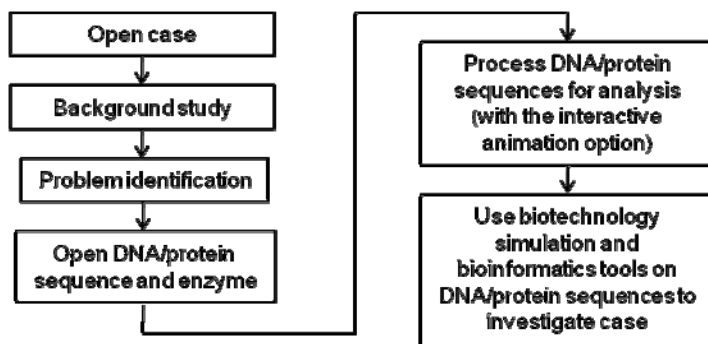 Open case
Background study
Problem identification
Open DNA/protein
sequence and enzyme
Process DNA/protein
sequences for analysis
(with the interactive
animation option)
Use biotechnology
simulation and
bioinformatics tools on
DNA/protein sequences to
investigate case